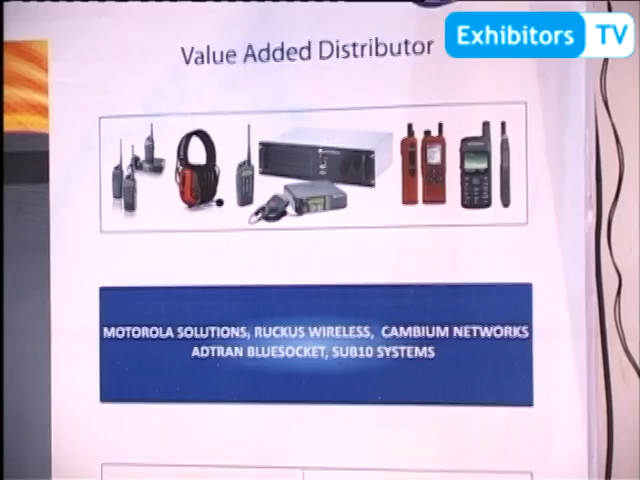 Exhibitors TV
Value Added Distributor
MOTOROLA SOLUTIONS, RUCKUS WIRELESS, CAMBIUM NETWORKS
ADTRAN BLUESOCKET, SUB10 SYSTEMS